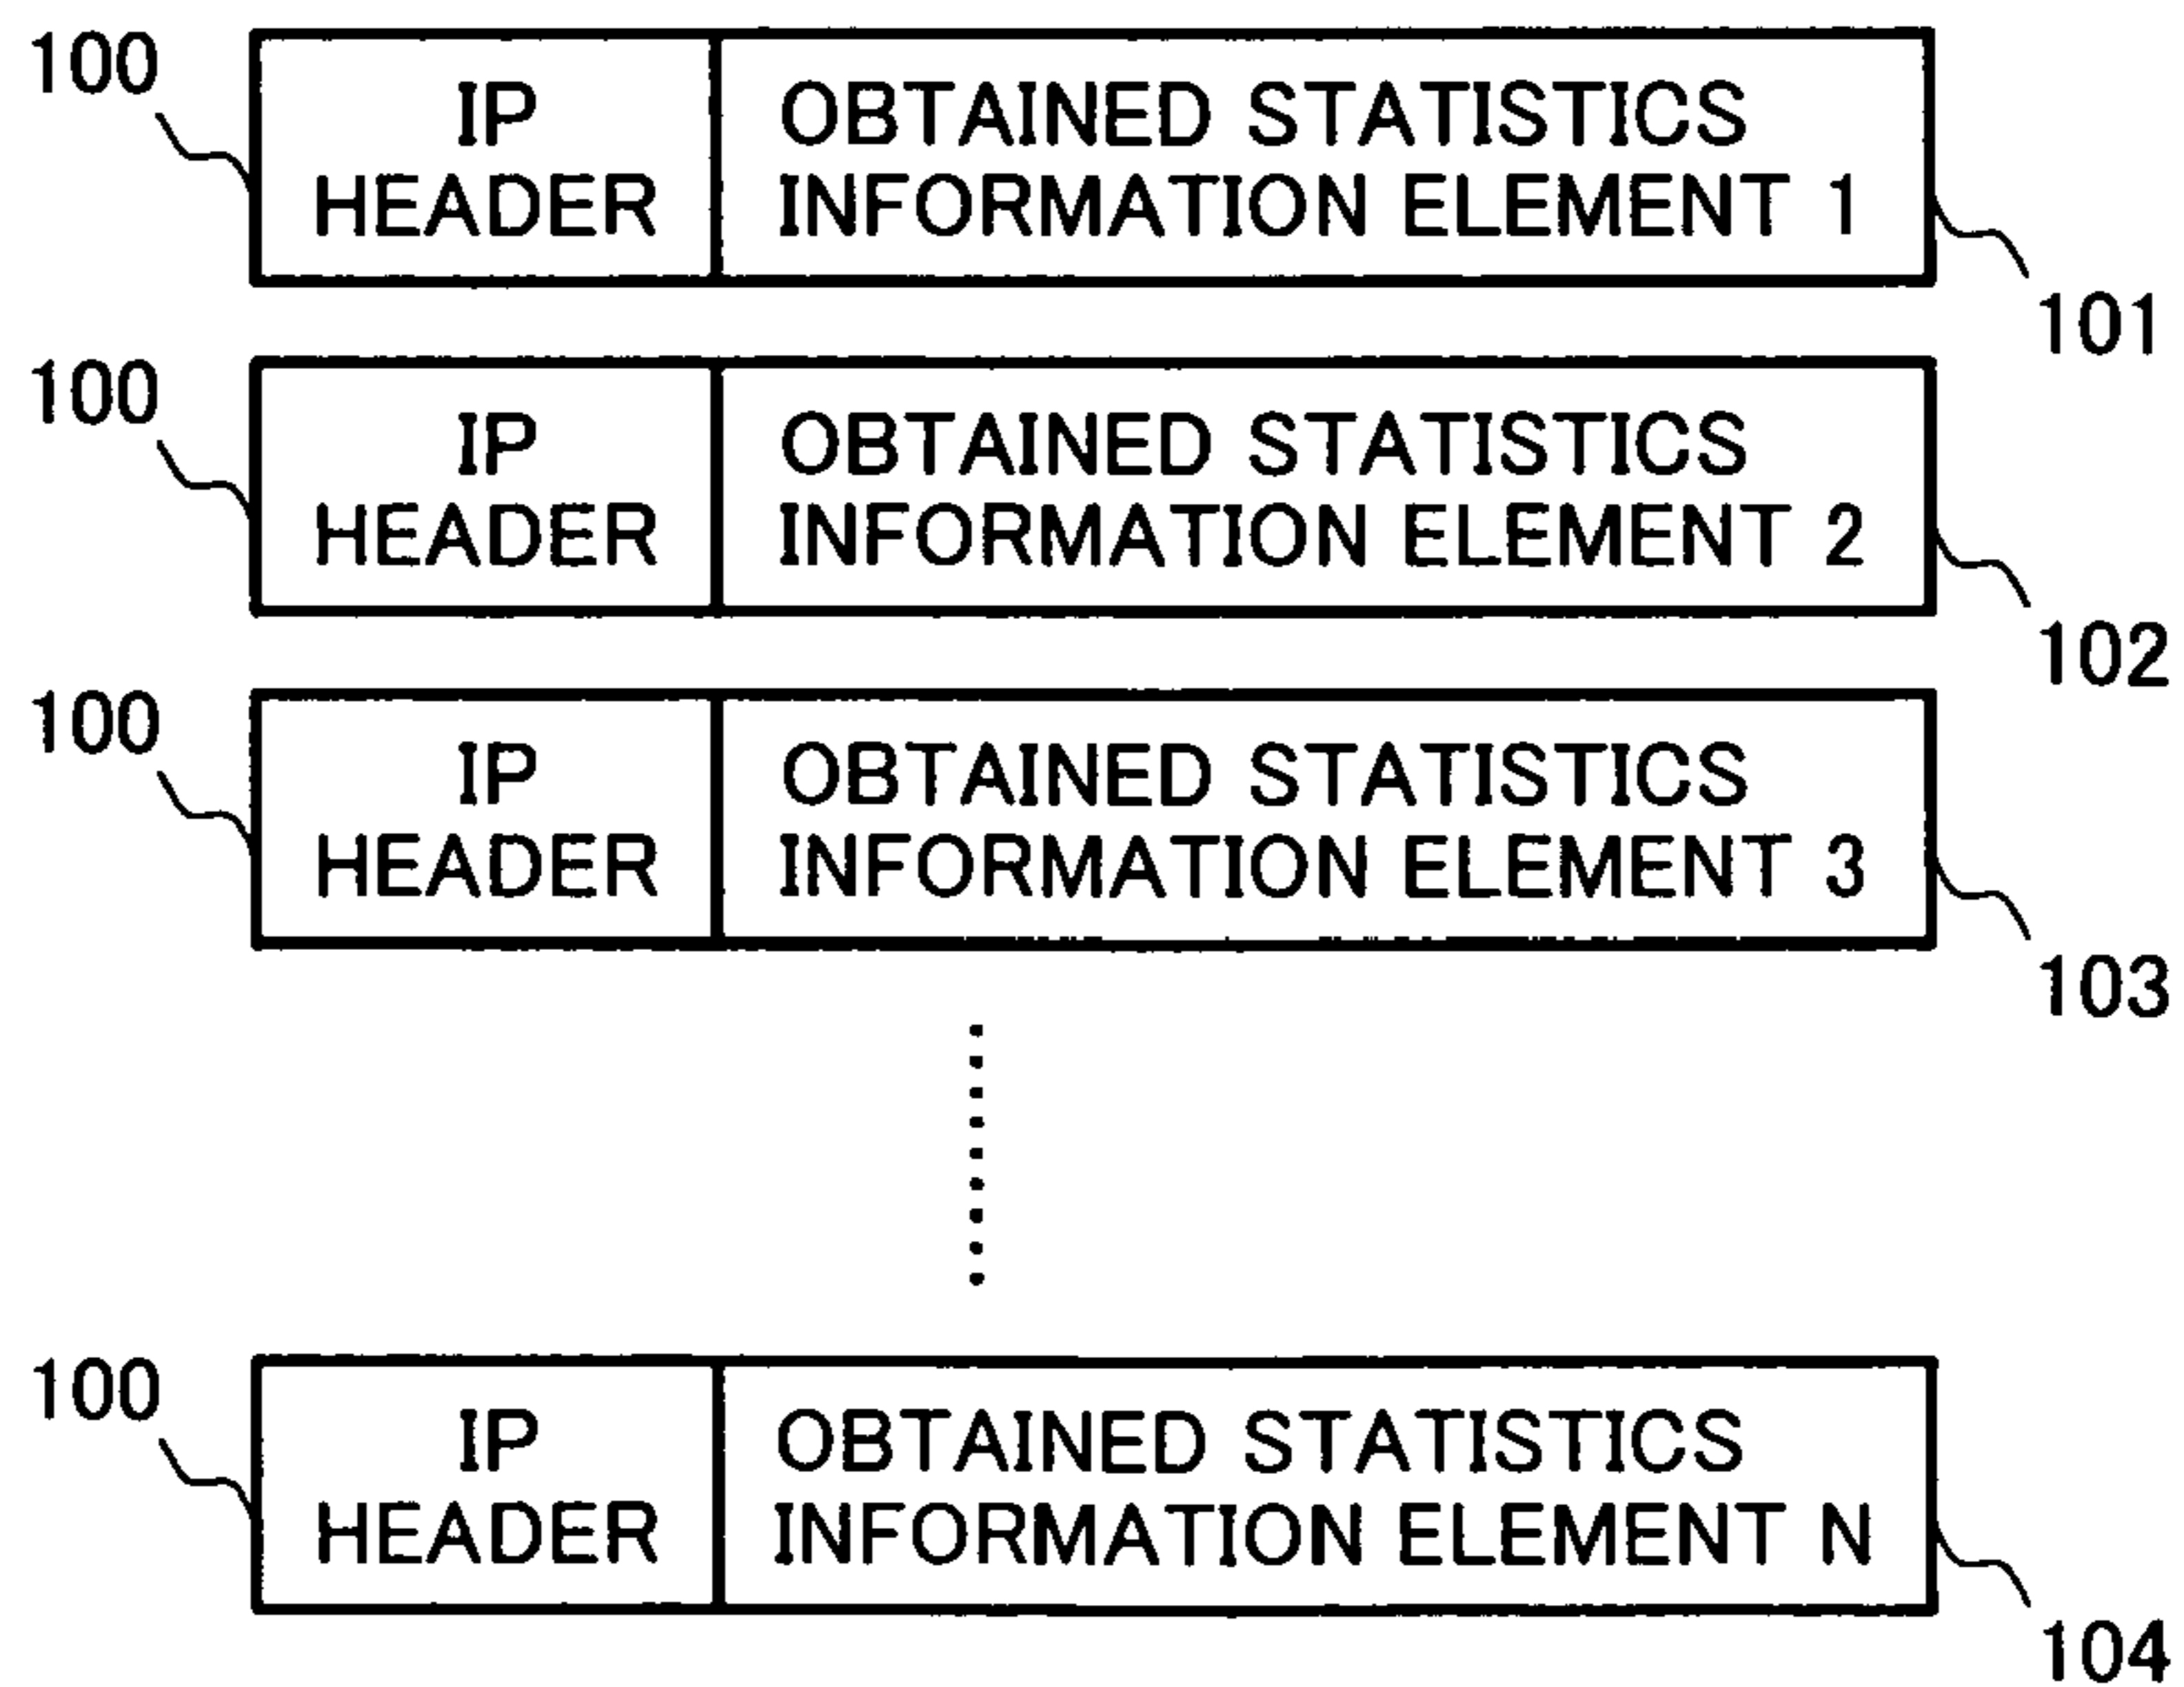 100
IP
HEADER
OBTAINED STATISTICS
INFORMATION ELEMENT 1
101
100
IP
HEADER
OBTAINED STATISTICS
INFORMATION ELEMENT 2
102
100
IP
HEADER
OBTAINED STATISTICS
INFORMATION ELEMENT 3
103
100
IP
HEADER
OBTAINED STATISTICS
INFORMATION ELEMENT N
104